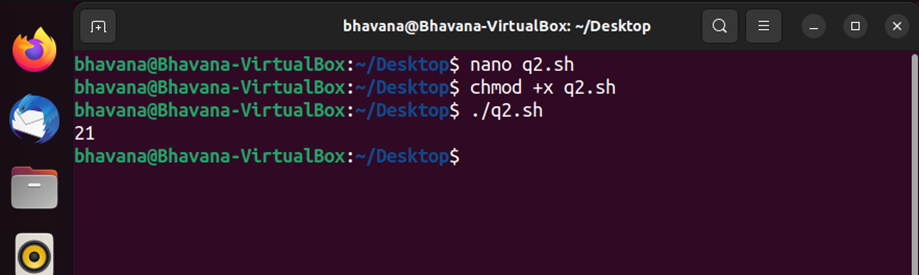 bhavana@Bhavana-VirtualBox: ~/Desktop
bhavana@Bhavana-VirtualBox:~/Desktop$ nano q2.sh
bhavana@Bhavana-VirtualBox:~/Desktop$ chmod +x q2.sh
bhavana@Bhavana-VirtualBox:~/Desktop$ ./q2.sh
21
bhavana@Bhavana-VirtualBox:~/Desktop$